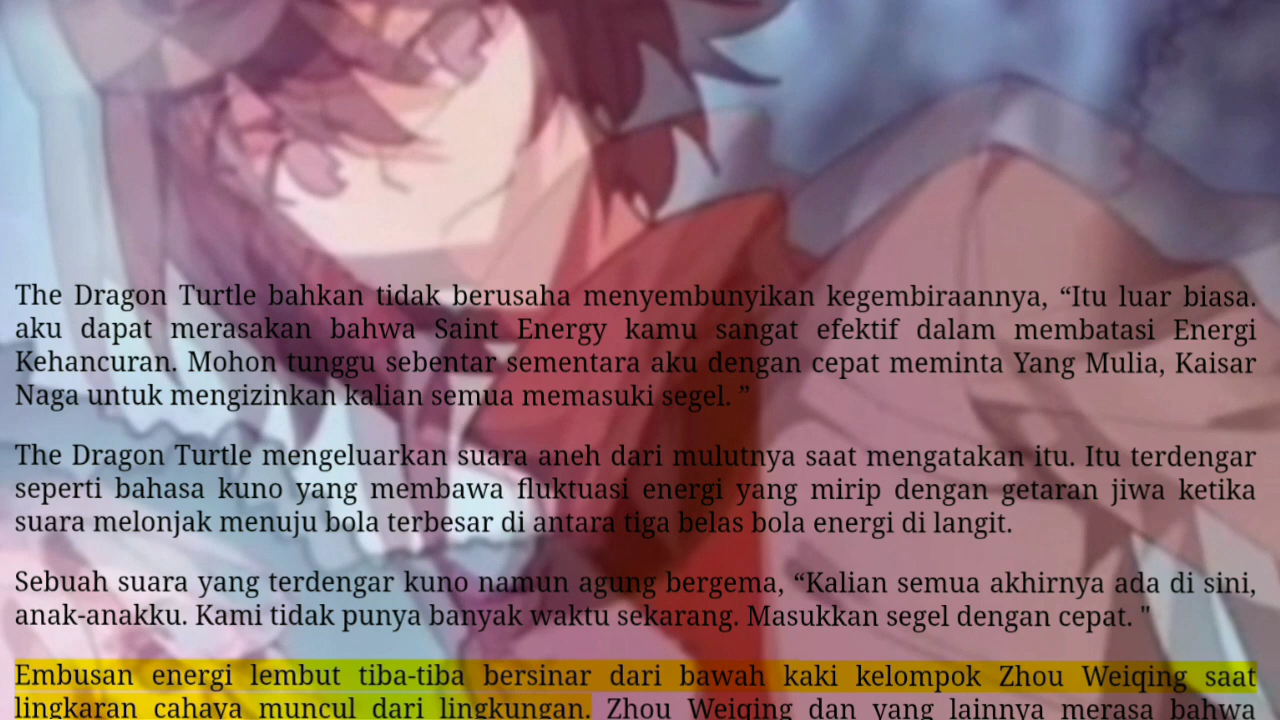 The Dragon Turtle bahkan tidak berusaha menyembunyikan kegembiraannya, “Itu luar biasa.
aku dapat merasakan bahwa Saint Energy kamu sangat efektif dalam membatasi Energi
Kehancuran. Mohon tunggu sebentar sementara aku dengan cepat meminta Yang Mulia, Kaisar
Naga untuk mengizinkan kalian semua memasuki segel. ”
The Dragon Turtle mengeluarkan suara aneh dari mulutnya saat mengatakan itu. Itu terdengar
seperti bahasa kuno yang membawa fluktuasi energi yang mirip dengan getaran jiwa ketika
suara melonjak menuju bola terbesar di antara tiga belas bola energi di langit.
Sebuah suara yang terdengar kuno namun agung bergema, “Kalian semua akhirnya ada di sini,
anak-anakku. Kami tidak punya banyak waktu sekarang. Masukkan segel dengan cepat. "
Embusan energi lembut tiba-tiba bersinar dari bawah kaki kelompok Zhou Weiqing saat
lingkaran cahaya muncul dari lingkungan. Zhou Weiqing dan yang lainnya merasa bahwa